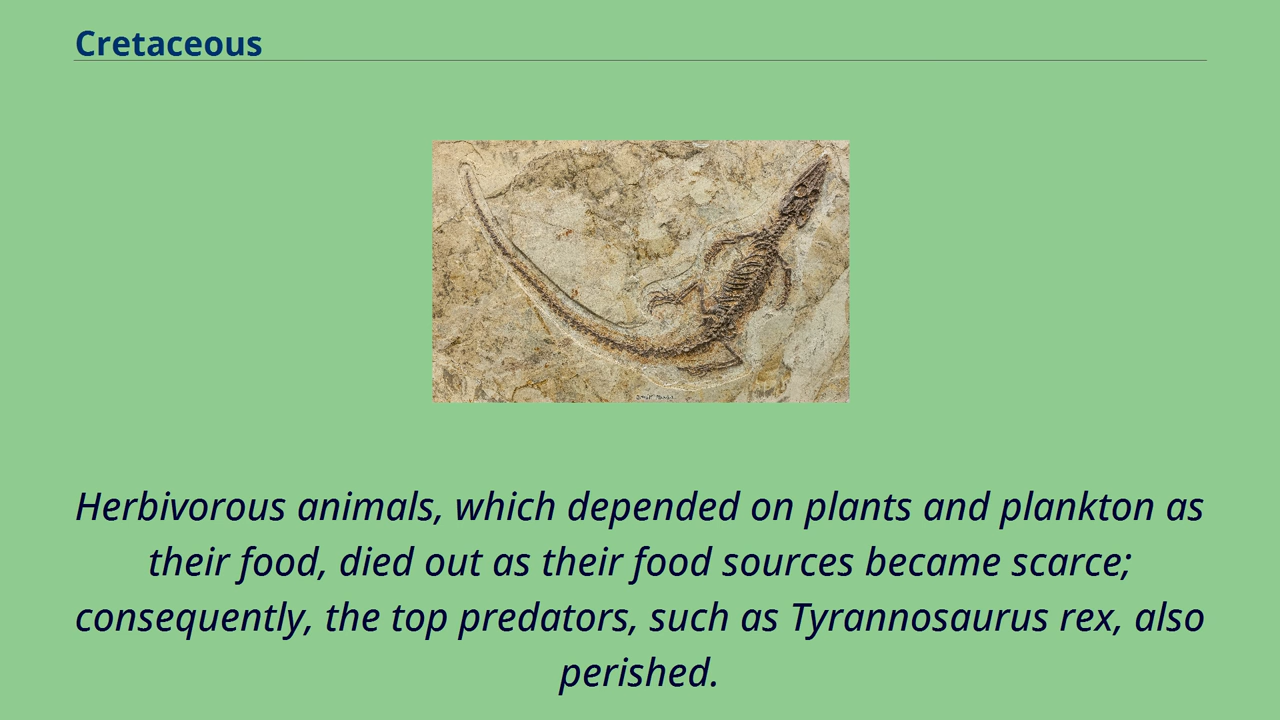 Cretaceous
Herbivorous animals, which depended on plants and plankton as
their food, died out as their food sources became scarce;
consequently, the top predators, such as Tyrannosaurus rex, also
perished.